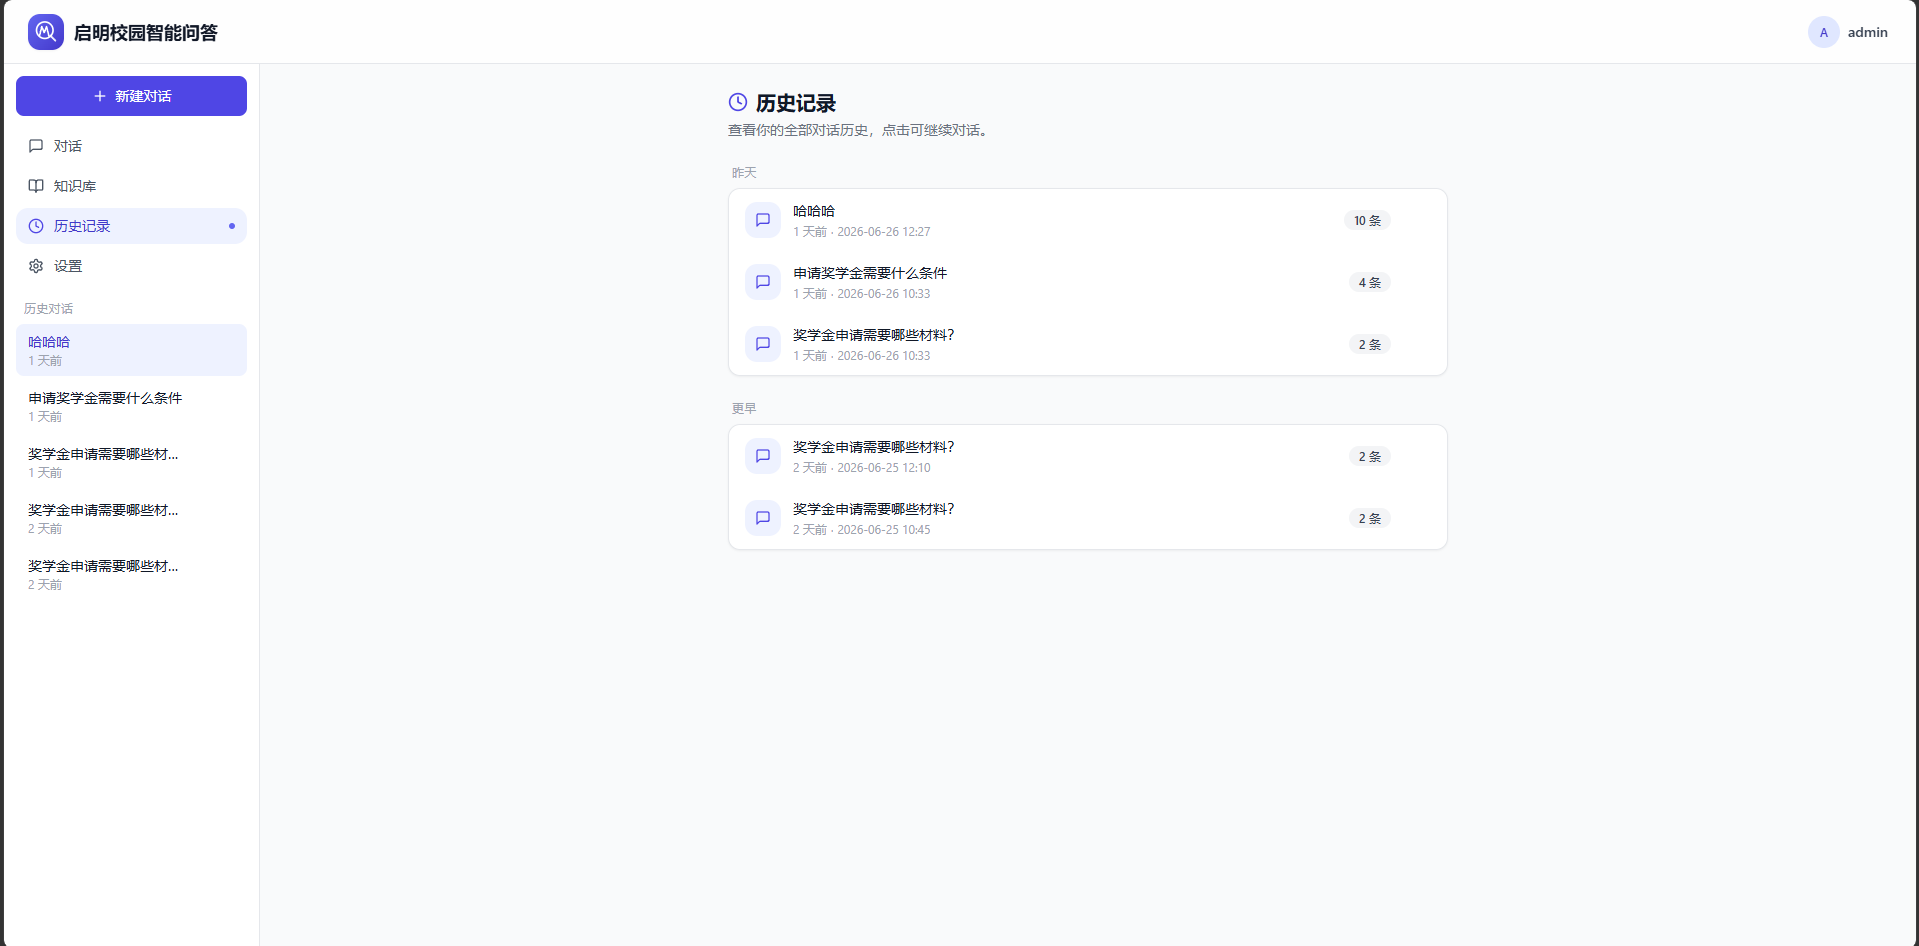 启明校园智能问答
A admin
新建对话
对话
知识库
历史记录
设置
历史对话
哈哈哈
1 天前
申请奖学金需要什么条件
1 天前
奖学金申请需要哪些材...
1 天前
奖学金申请需要哪些材...
2 天前
奖学金申请需要哪些材...
2 天前
历史记录
查看你的全部对话历史，点击可继续对话。
昨天
哈哈哈
1 天前 · 2026-06-26 12:27
10 条
申请奖学金需要什么条件
1 天前 · 2026-06-26 10:33
4 条
奖学金申请需要哪些材料？
1 天前 · 2026-06-26 10:33
2 条
更早
奖学金申请需要哪些材料？
2 天前 · 2026-06-25 12:10
2 条
奖学金申请需要哪些材料？
2 天前 · 2026-06-25 10:45
2 条